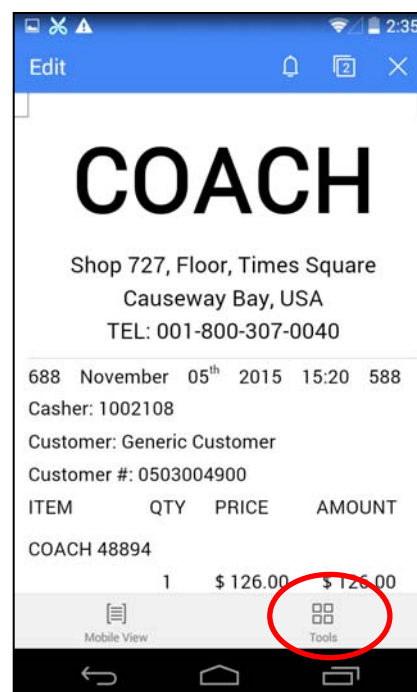 2:35
Edit 2
COACH
Shop 727, Floor, Times Square
Causeway Bay, USA
TEL: 001-800-307-0040
688 November 05th 2015 15:20 588
Casher: 1002108
Customer: Generic Customer
Customer #: 0503004900
ITEM QTY PRICE AMOUNT
COACH 48894
1 $ 126.00 $ 126.00
Mobile View Tools